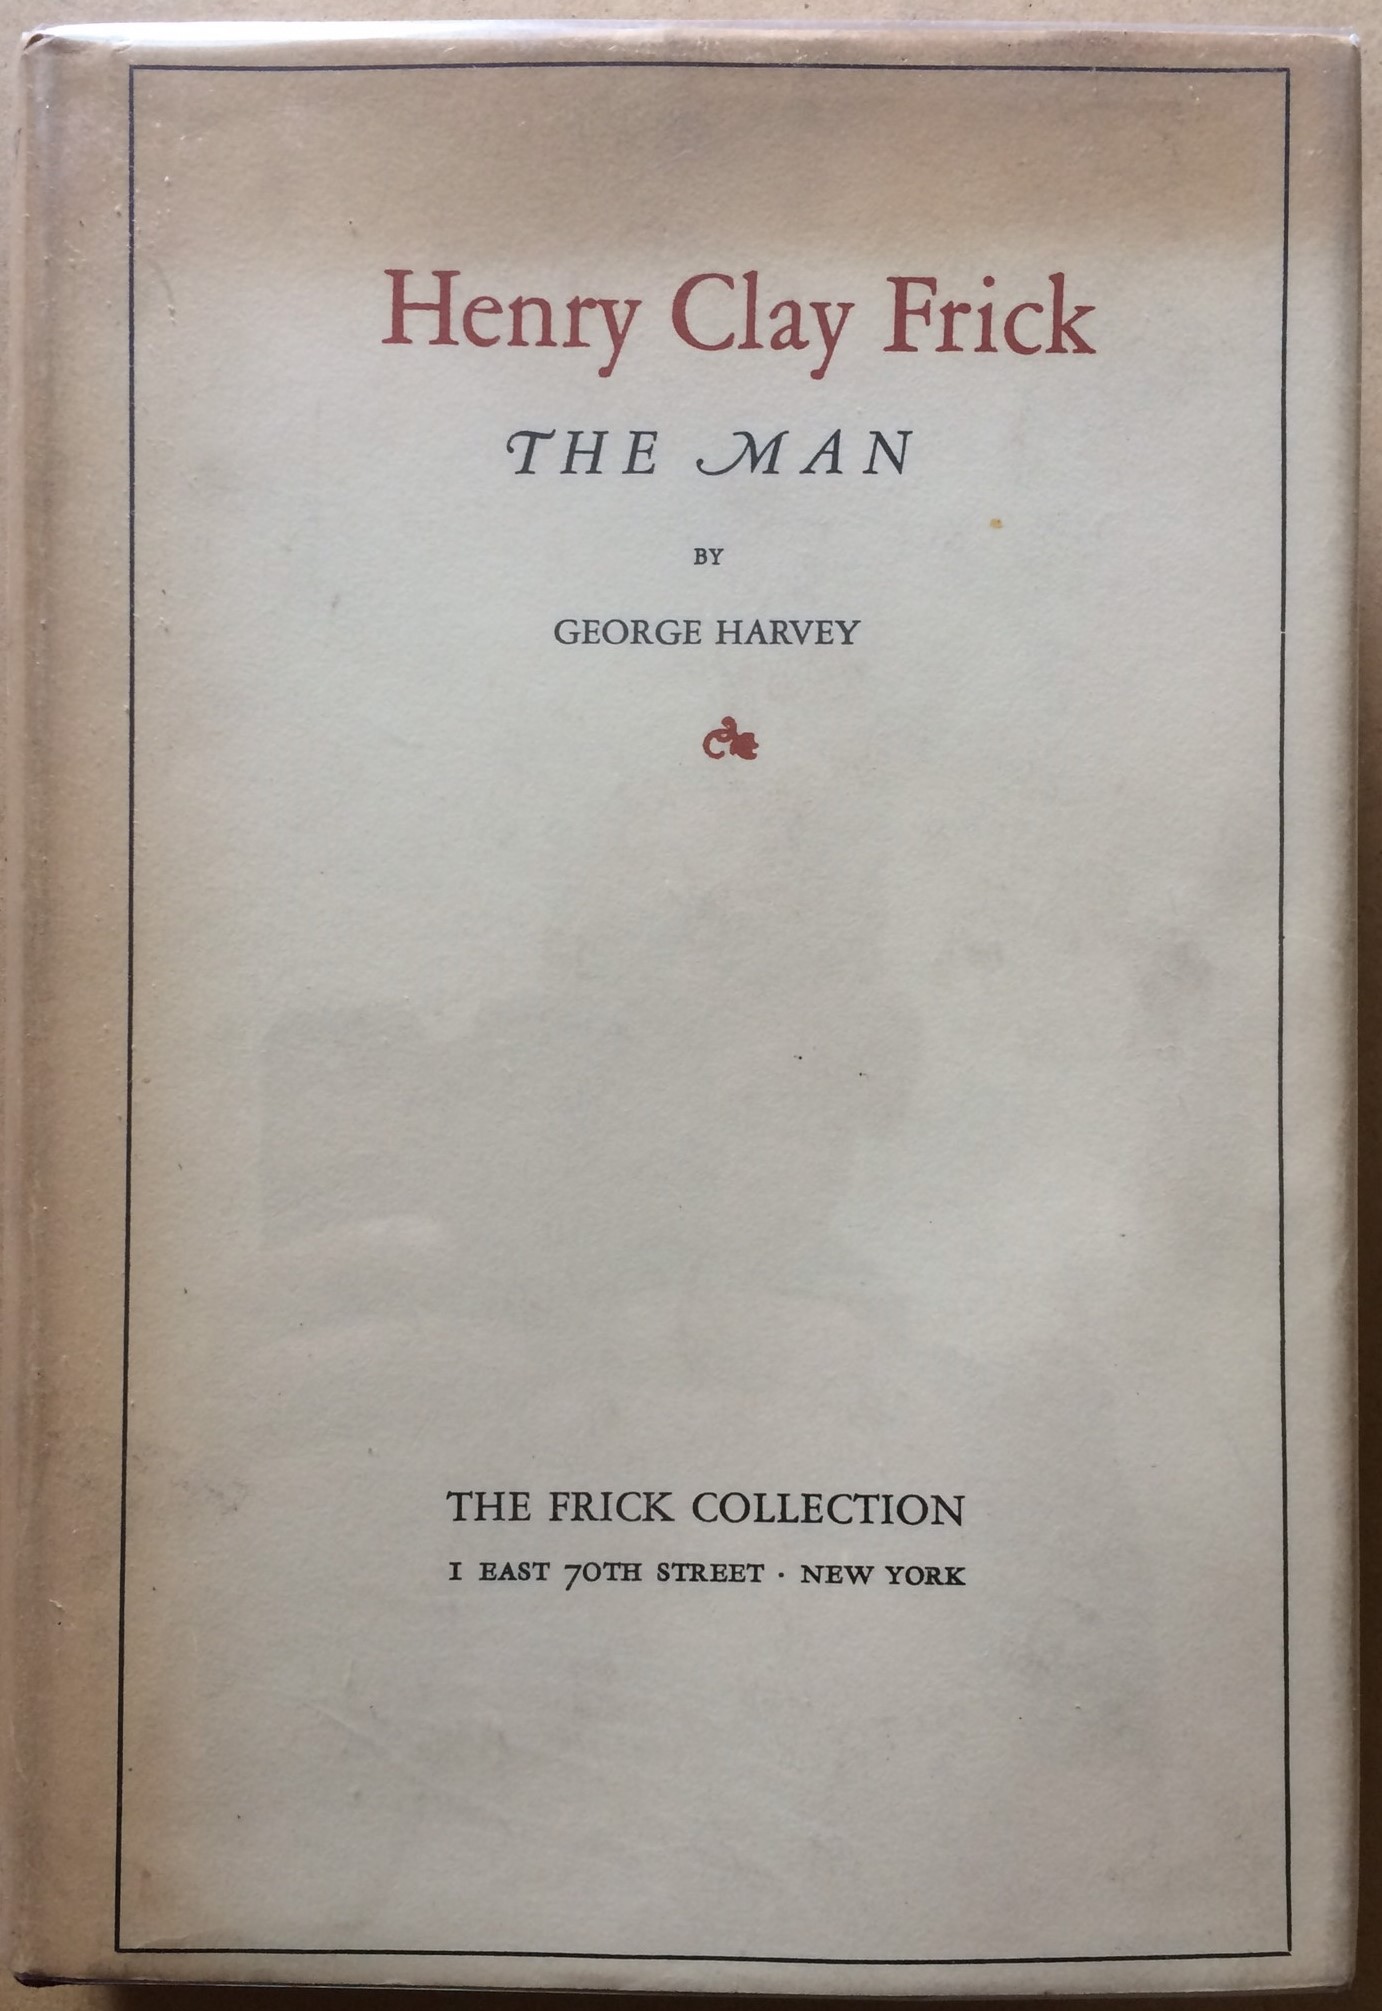 Henry Clay Frick
THE MAN
BY
GEORGE HARVEY
THE FRICK COLLECTION
1 EAST 70TH STREET · NEW YORK